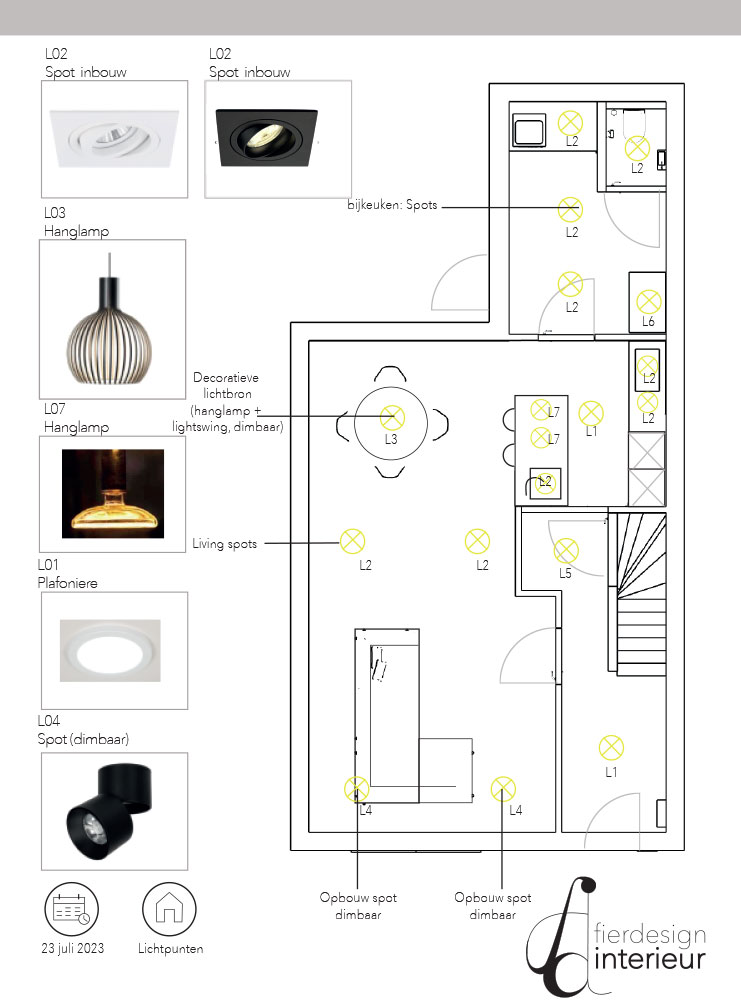 L02
Spot inbouw
L02
Spot inbouw
L03
Hanglamp
L07
Hanglamp
L01
Plafoniere
L04
Spot (dimbaar)
bijkeuken: Spots
Decoratieve
lichtbron
(hanglamp +
lightswing, dimbaar)
Living spots
L2
L2
L2
L2
L6
L2
L2
L3
L7
L7
L1
L2
L2
L2
L5
L1
L4
L4
Opbouw spot
dimbaar
Opbouw spot
dimbaar
23 juli 2023
Lichtpunten
fierdesign
interieur